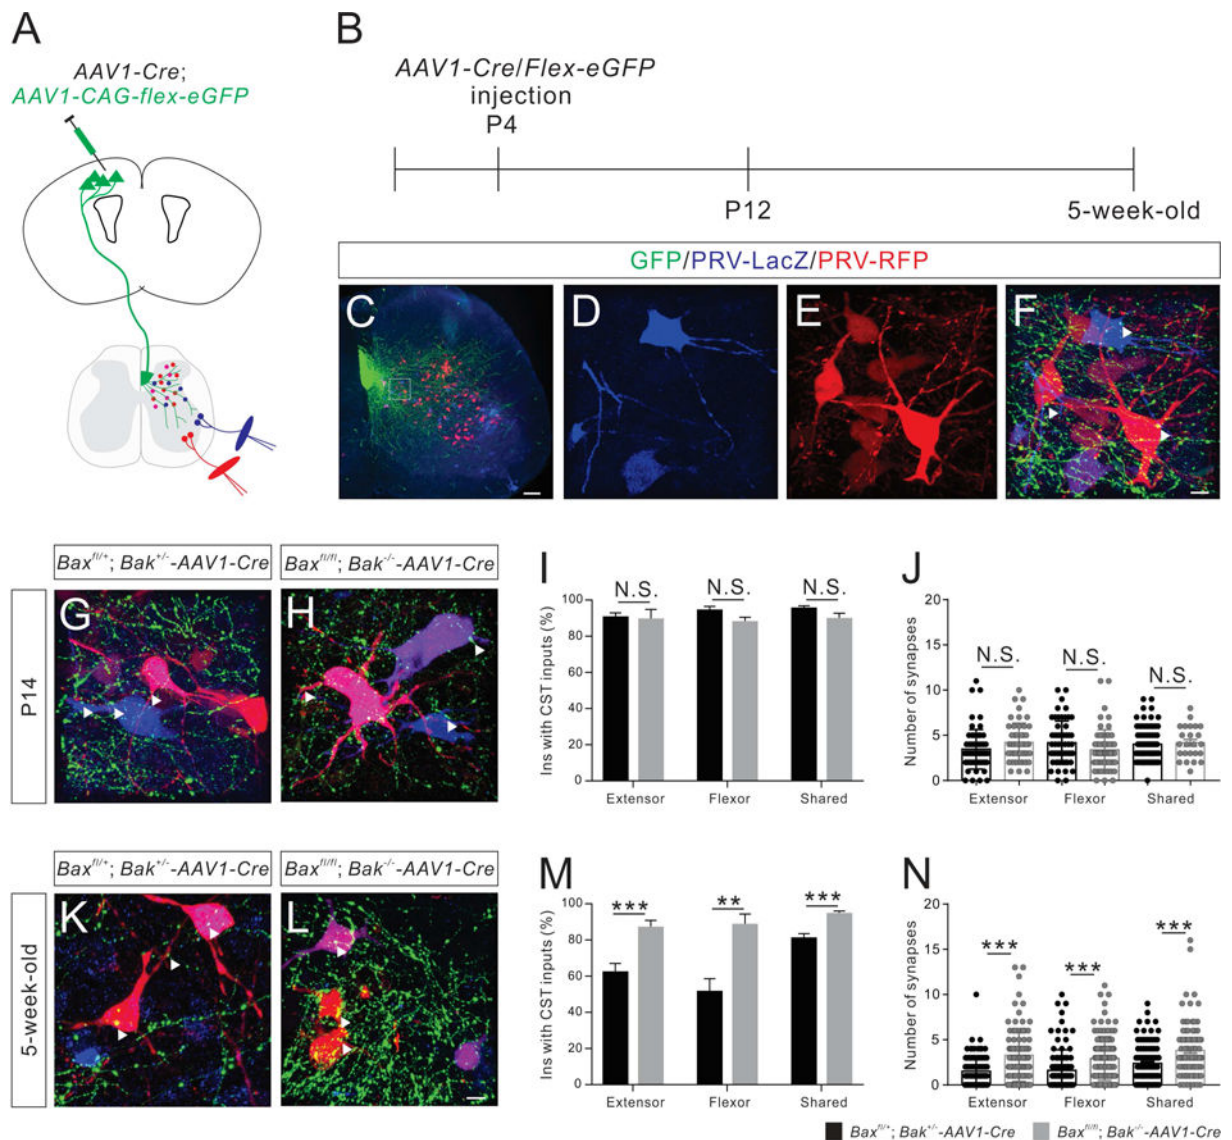 A
AAV1-Cre;
AAV1-CAG-flex-eGFP
B
AAV1-Cre/Flex-eGFP
injection
P4
P12
5-week-old
GFP/PRV-LacZ/PRV-RFP
C
D
E
F
Bax^fl/+; Bak^+/--AAV1-Cre
Bax^fl/fl; Bak^-/--AAV1-Cre
P14
G
H
I
N.S. N.S. N.S.
Ins with CST inputs (%)
100
80
60
40
20
0
Extensor Flexor Shared
J
N.S. N.S. N.S.
Number of synapses
20
15
10
5
0
Extensor Flexor Shared
Bax^fl/+; Bak^+/--AAV1-Cre
Bax^fl/fl; Bak^-/--AAV1-Cre
5-week-old
K
L
M
*** ** ***
Ins with CST inputs (%)
100
80
60
40
20
0
Extensor Flexor Shared
N
*** *** ***
Number of synapses
20
15
10
5
0
Extensor Flexor Shared
Bax^fl/+; Bak^+/--AAV1-Cre
Bax^fl/fl; Bak^-/--AAV1-Cre